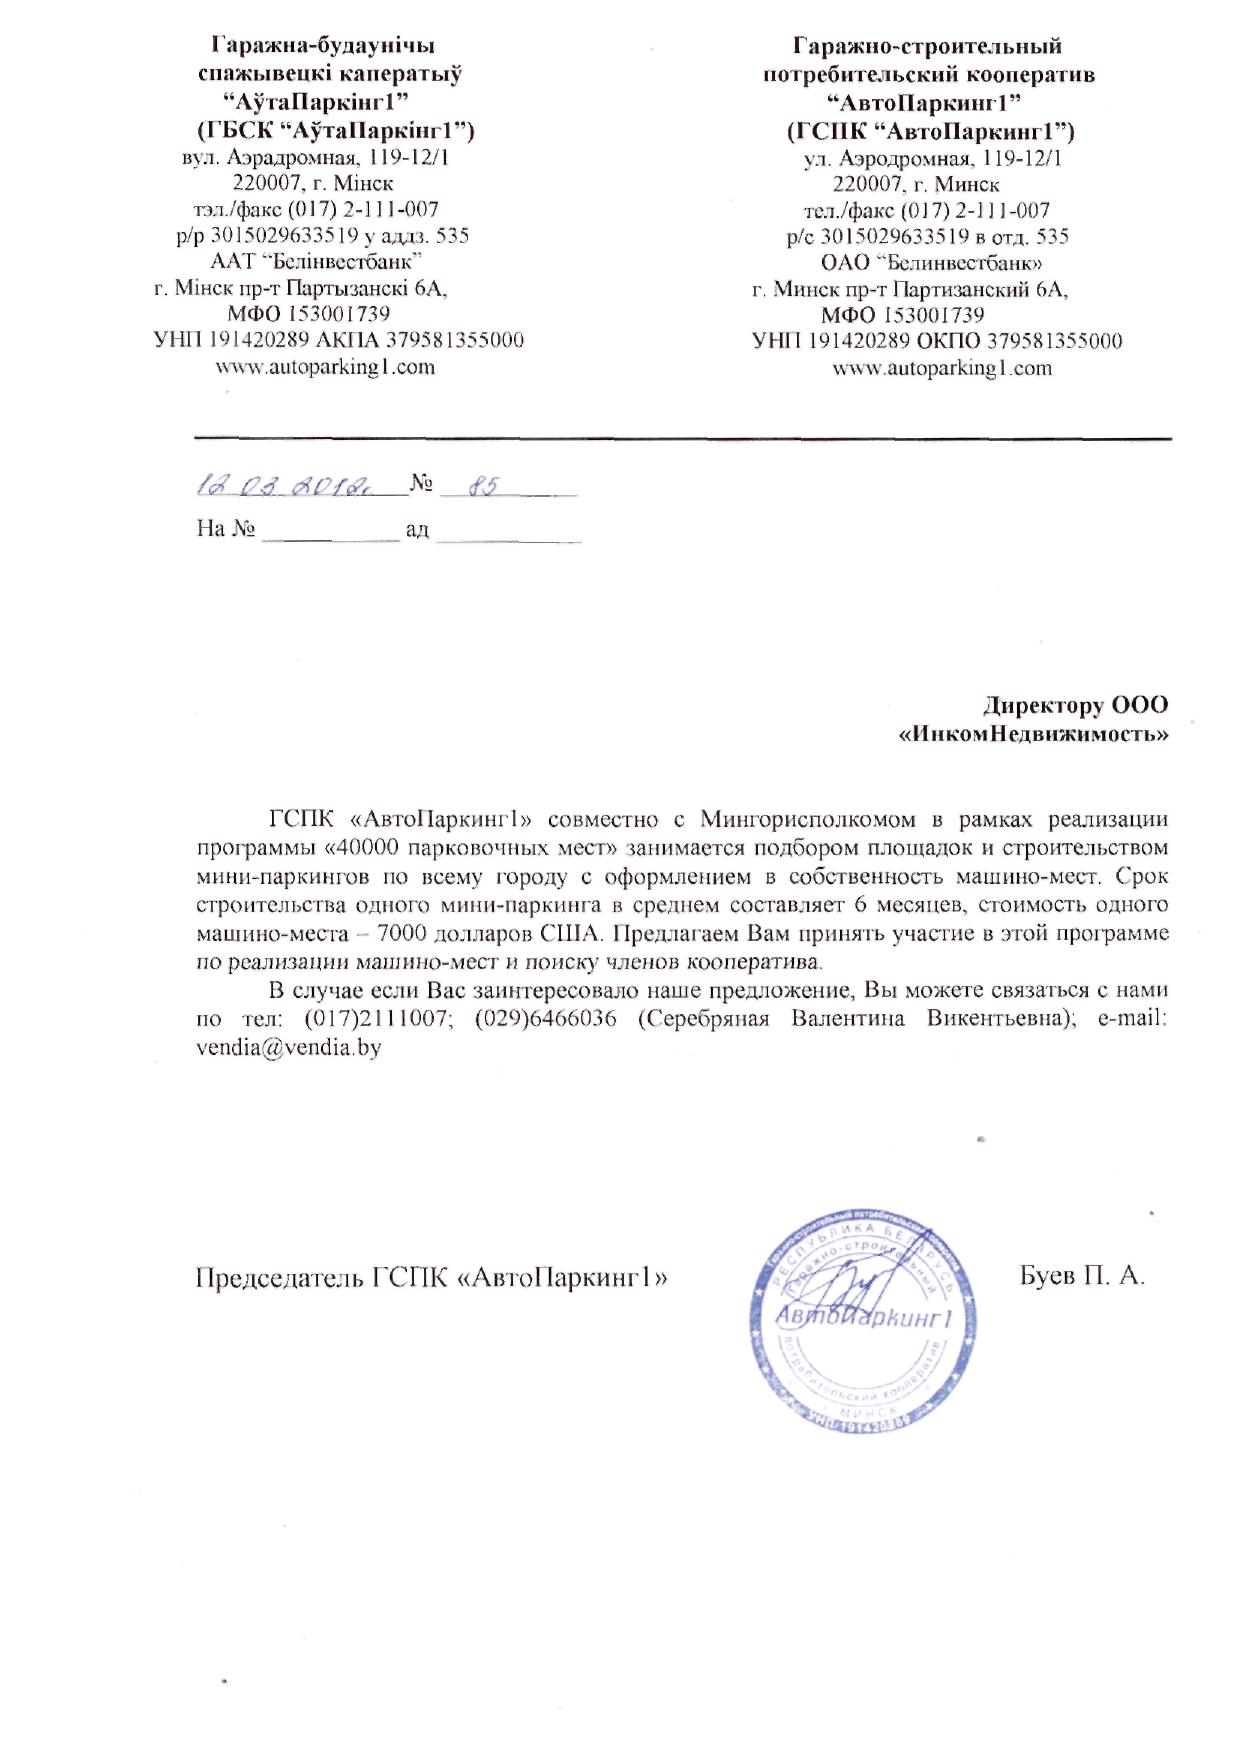 Гаражна-будаунічы
спажывецкі каператыў
“АўтаПаркінг1”
(ГБСК “АўтаПаркінг1”)
вул. Аэрадромная, 119-12/1
220007, г. Мінск
тэл./факс (017) 2-111-007
р/р 3015029633519 у аддз. 535
ААТ “Белінвестбанк”
г. Мінск пр-т Партызанскі 6А,
МФО 153001739
УНП 191420289 АКПА 379581355000
www.autoparking1.com
Гаражно-строительный
потребительский кооператив
“АвтоПаркинг1”
(ГСПК “АвтоПаркинг1”)
ул. Аэродромная, 119-12/1
220007, г. Минск
тел./факс (017) 2-111-007
р/с 3015029633519 в отд. 535
ОАО “Белинвестбанк»
г. Минск пр-т Партизанский 6А,
МФО 153001739
УНП 191420289 ОКПО 379581355000
www.autoparking1.com
12 03 2012г. № 85
На № ____________ ад ____________
Директору ООО
«ИнкомНедвижимость»
ГСПК «АвтоПаркинг1» совместно с Мингорисполкомом в рамках реализации
программы «40000 парковочных мест» занимается подбором площадок и строительством
мини-паркингов по всему городу с оформлением в собственность машино-мест. Срок
строительства одного мини-паркинга в среднем составляет 6 месяцев, стоимость одного
машино-места – 7000 долларов США. Предлагаем Вам принять участие в этой программе
по реализации машино-мест и поиску членов кооператива.
В случае если Вас заинтересовало наше предложение, Вы можете связаться с нами
по тел: (017)2111007; (029)6466036 (Серебряная Валентина Викентьевна); e-mail:
vendia@vendia.by
Председатель ГСПК «АвтоПаркинг1»
Буев П. А.
РЕСПУБЛИКА БЕЛАРУСЬ
Гаражно-строительный
АвтоПаркинг1
потребительский кооператив
МИНСК
УНП 191420289